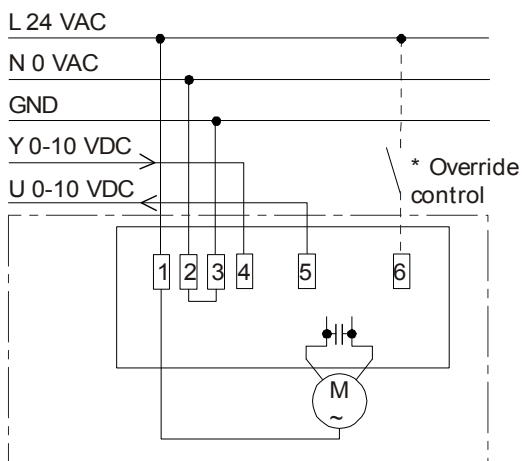 L 24 VAC
N 0 VAC
GND
Y 0-10 VDC
U 0-10 VDC
* Override
control
1 2 3 4 5 6
M
~